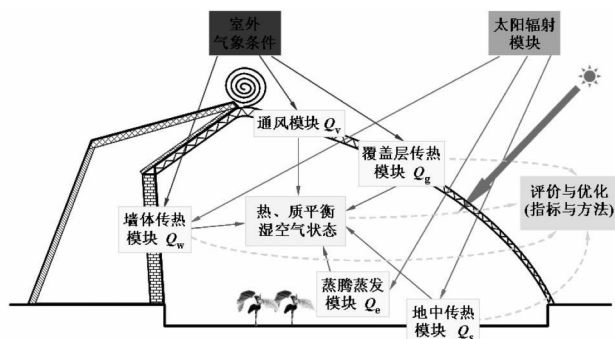 室外
气象条件
太阳辐射
模块
通风模块 Qv
覆盖层传热
模块 Qg
墙体传热
模块 Qw
热、质平衡
湿空气状态
评价与优化
(指标与方法)
蒸腾蒸发
模块 Qe
地中传热
模块 Qs